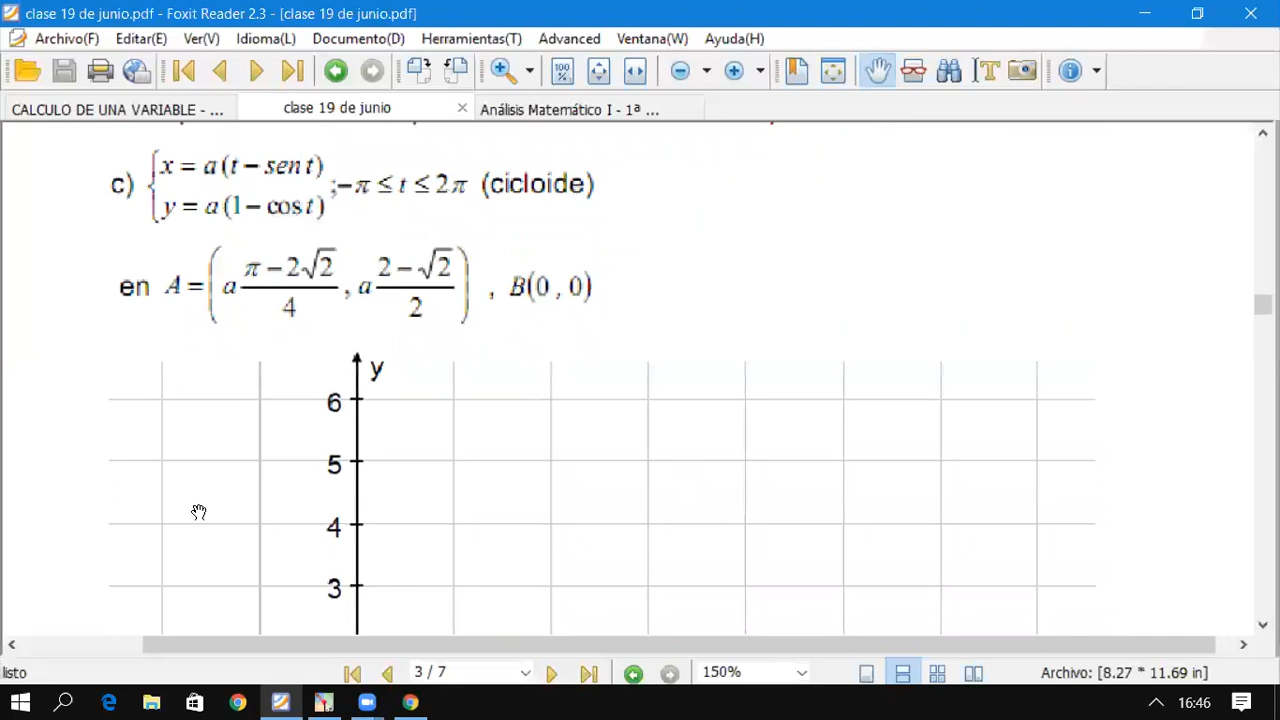 clase 19 de junio.pdf - Foxit Reader 2.3 - [clase 19 de junio.pdf]
Archivo(F) Editar(E) Ver(V) Idioma(L) Documento(D) Herramientas(T) Advanced Ventana(W) Ayuda(H)
CALCULO DE UNA VARIABLE - ... clase 19 de junio Análisis Matemático I - 1ª ...
c) { x = a(t − sen t)
y = a(1 − cos t) ; −π ≤ t ≤ 2π (cicloide)
en A = ( a (π − 2√2)/4 , a (2 − √2)/2 ) , B(0 , 0)
y
6
5
4
3
listo 3 / 7 150% Archivo: [8.27 * 11.69 in]
16:46